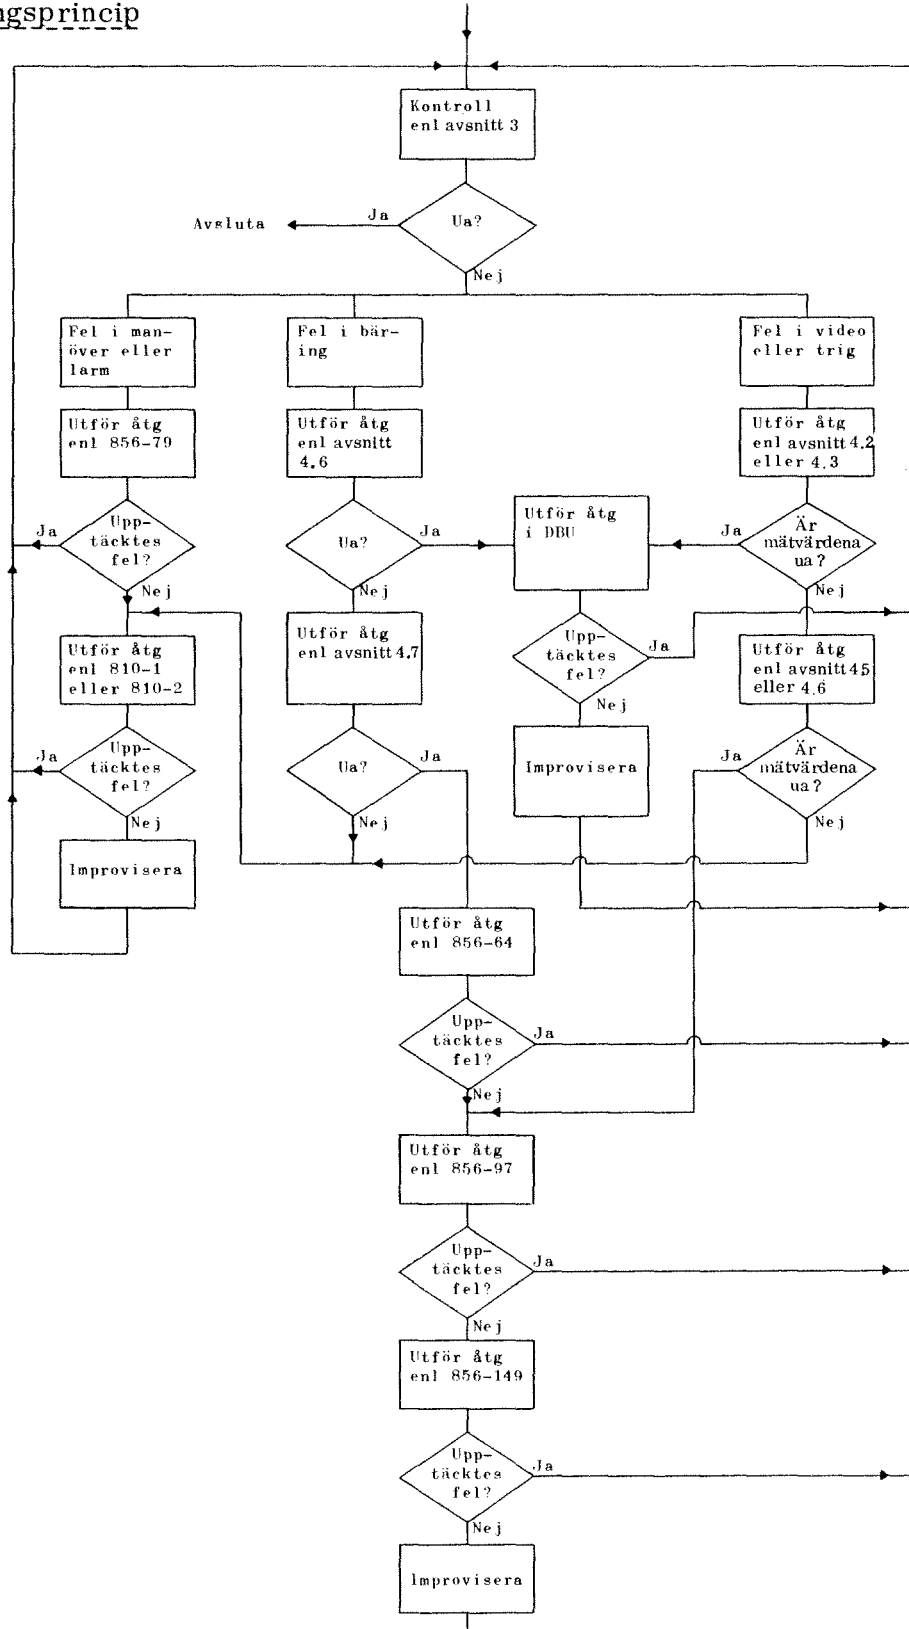 ngsprincip
Kontroll
enl avsnitt 3
Avsluta
Ja
Ua?
Nej
Fel i man-
över eller
larm
Fel i bär-
ing
Fel i video
eller trig
Utför åtg
enl 856-79
Utför åtg
enl avsnitt
4.6
Utför åtg
enl avsnitt 4.2
eller 4.3
Ja
Upp-
täcktes
fel?
Nej
Ua?
Ja
Nej
Utför åtg
i DBU
Ja
Är
mätvärdena
ua?
Nej
Utför åtg
enl 810-1
eller 810-2
Utför åtg
enl avsnitt 4.7
Upp-
täcktes
fel?
Ja
Nej
Utför åtg
enl avsnitt 4.5
eller 4.6
Ja
Upp-
täcktes
fel?
Nej
Ua?
Ja
Nej
Improvisera
Ja
Är
mätvärdena
ua?
Nej
Improvisera
Utför åtg
enl 856-64
Upp-
täcktes
fel?
Ja
Nej
Utför åtg
enl 856-97
Upp-
täcktes
fel?
Ja
Nej
Utför åtg
enl 856-149
Upp-
täcktes
fel?
Ja
Nej
Improvisera